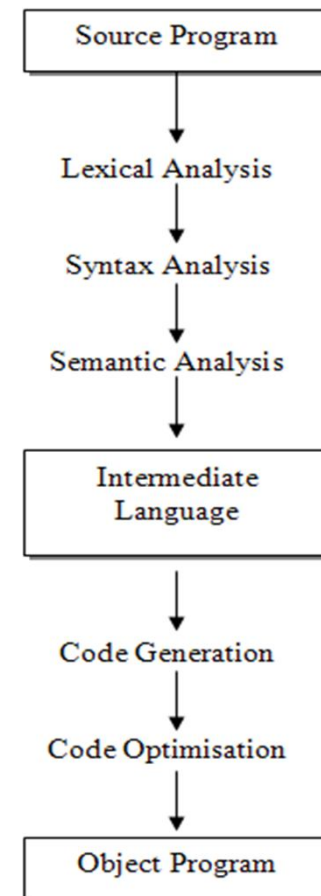 Source Program
Lexical Analysis
Syntax Analysis
Semantic Analysis
Intermediate
Language
Code Generation
Code Optimisation
Object Program